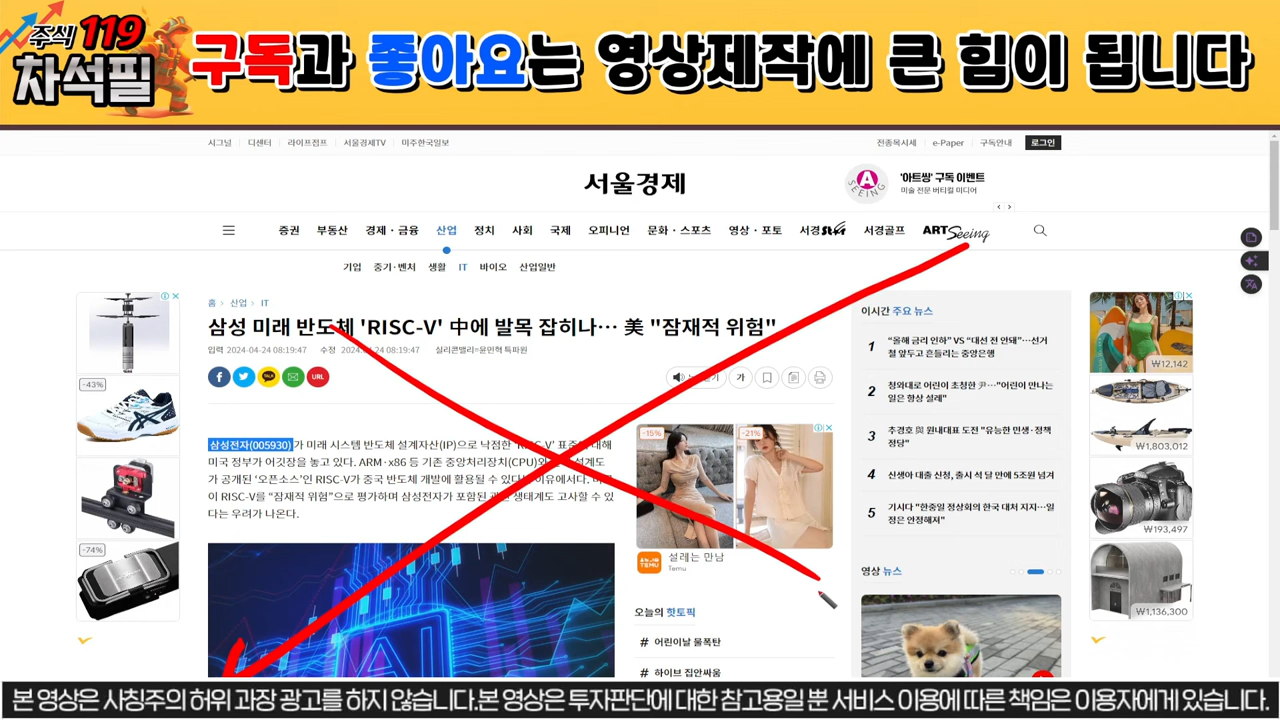 주식 119
차석필
구독과 좋아요는 영상제작에 큰 힘이 됩니다
시그널 디센터 라이프점프 서울경제TV 미주한국일보
전종목시세 e-Paper 구독안내 로그인
서울경제
A SEEING
'아트씽' 구독 이벤트
미술 전문 버티컬 미디어
증권 부동산 경제 · 금융 산업 정치 사회 국제 오피니언 문화 · 스포츠 영상 · 포토 서경star 서경골프 ART Seeing
기업 중기·벤처 생활 IT 바이오 산업일반
홈 > 산업 > IT
삼성 미래 반도체 'RISC-V' 中에 발목 잡히나… 美 "잠재적 위험"
입력 2024-04-24 08:19:47 수정 08:19:47 실리콘밸리=윤민혁 특파원
URL
가
삼성전자(005930)가 미래 시스템 반도체 설계자산(IP)으로 낙점한
미국 정부가 어깃장을 놓고 있다. ARM·x86 등 기존 중앙처리장치(CPU)와 설계도
가 공개된 '오픈소스'인 RISC-V가 중국 반도체 개발에 활용될 수 있다는 이유에서다.
이 RISC-V를 "잠재적 위험"으로 평가하며 삼성전자가 포함된 생태계도 고사할 수 있
다는 우려가 나온다.
AI
-43%
-74%
-15%
-21%
TEMU
설레는 만남
Temu
오늘의 핫토픽
# 어린이날 물폭탄
# 하이브 집안싸움
이시간 주요 뉴스
1 "올해 금리 인하" VS "대선 전 안돼"…선거
철 앞두고 흔들리는 중앙은행
2 청와대로 어린이 초청한 尹…"어린이 만나는
일은 항상 설레"
3 추경호 與 원내대표 도전 "유능한 민생·정책
정당"
4 신생아 대출 신청, 출시 석 달 만에 5조원 넘겨
5 기시다 "한중일 정상회의 한국 대처 지지…일
정은 안정해져"
영상 뉴스
₩12,142
₩1,803,012
₩193,497
₩1,136,300
본 영상은 사칭주의 허위 과장 광고를 하지 않습니다.본 영상은 투자판단에 대한 참고용일 뿐 서비스 이용에 따른 책임은 이용자에게 있습니다.